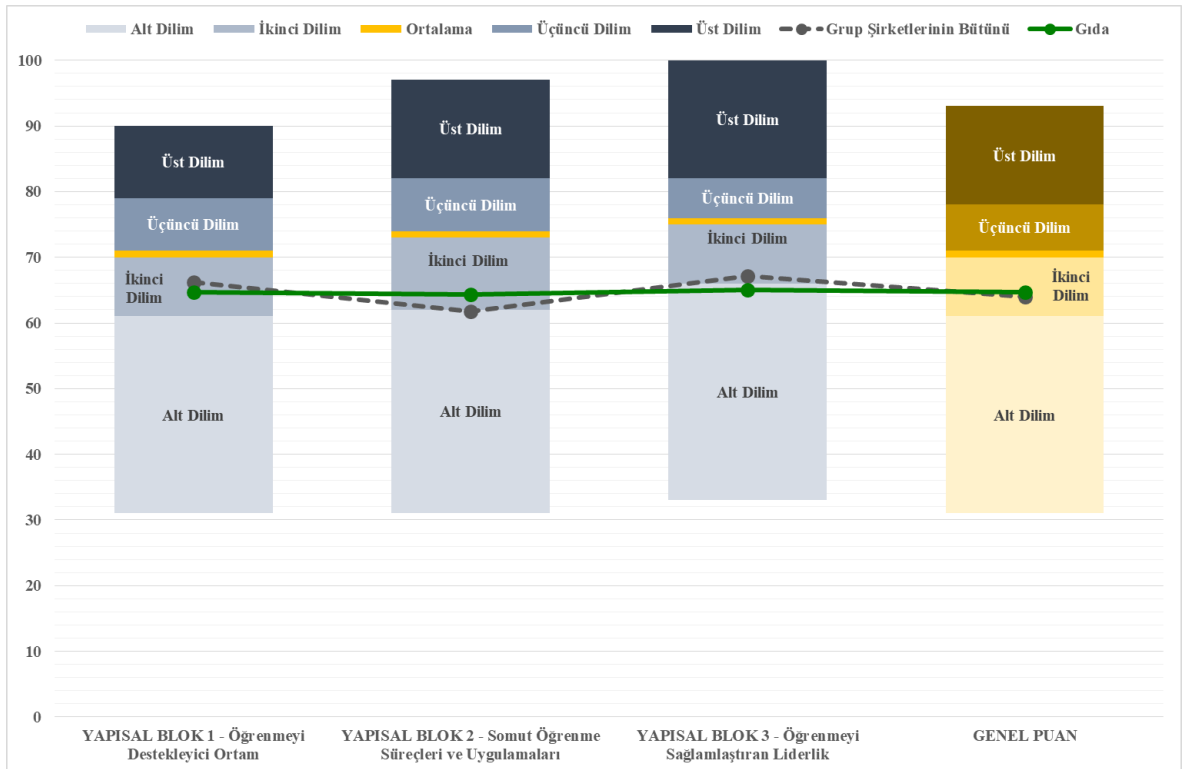 Alt Dilim İkinci Dilim Ortalama Üçüncü Dilim Üst Dilim Grup Şirketlerinin Bütünü Gıda
100
90
80
70
60
50
40
30
20
10
0
Üst Dilim
Üçüncü Dilim
İkinci
Dilim
Alt Dilim
Üst Dilim
Üçüncü Dilim
İkinci Dilim
Alt Dilim
Üst Dilim
Üçüncü Dilim
İkinci Dilim
Alt Dilim
Üst Dilim
Üçüncü Dilim
İkinci
Dilim
Alt Dilim
YAPISAL BLOK 1 - Öğrenmeyi
Destekleyici Ortam
YAPISAL BLOK 2 - Somut Öğrenme
Süreçleri ve Uygulamaları
YAPISAL BLOK 3 - Öğrenmeyi
Sağlamlaştıran Liderlik
GENEL PUAN